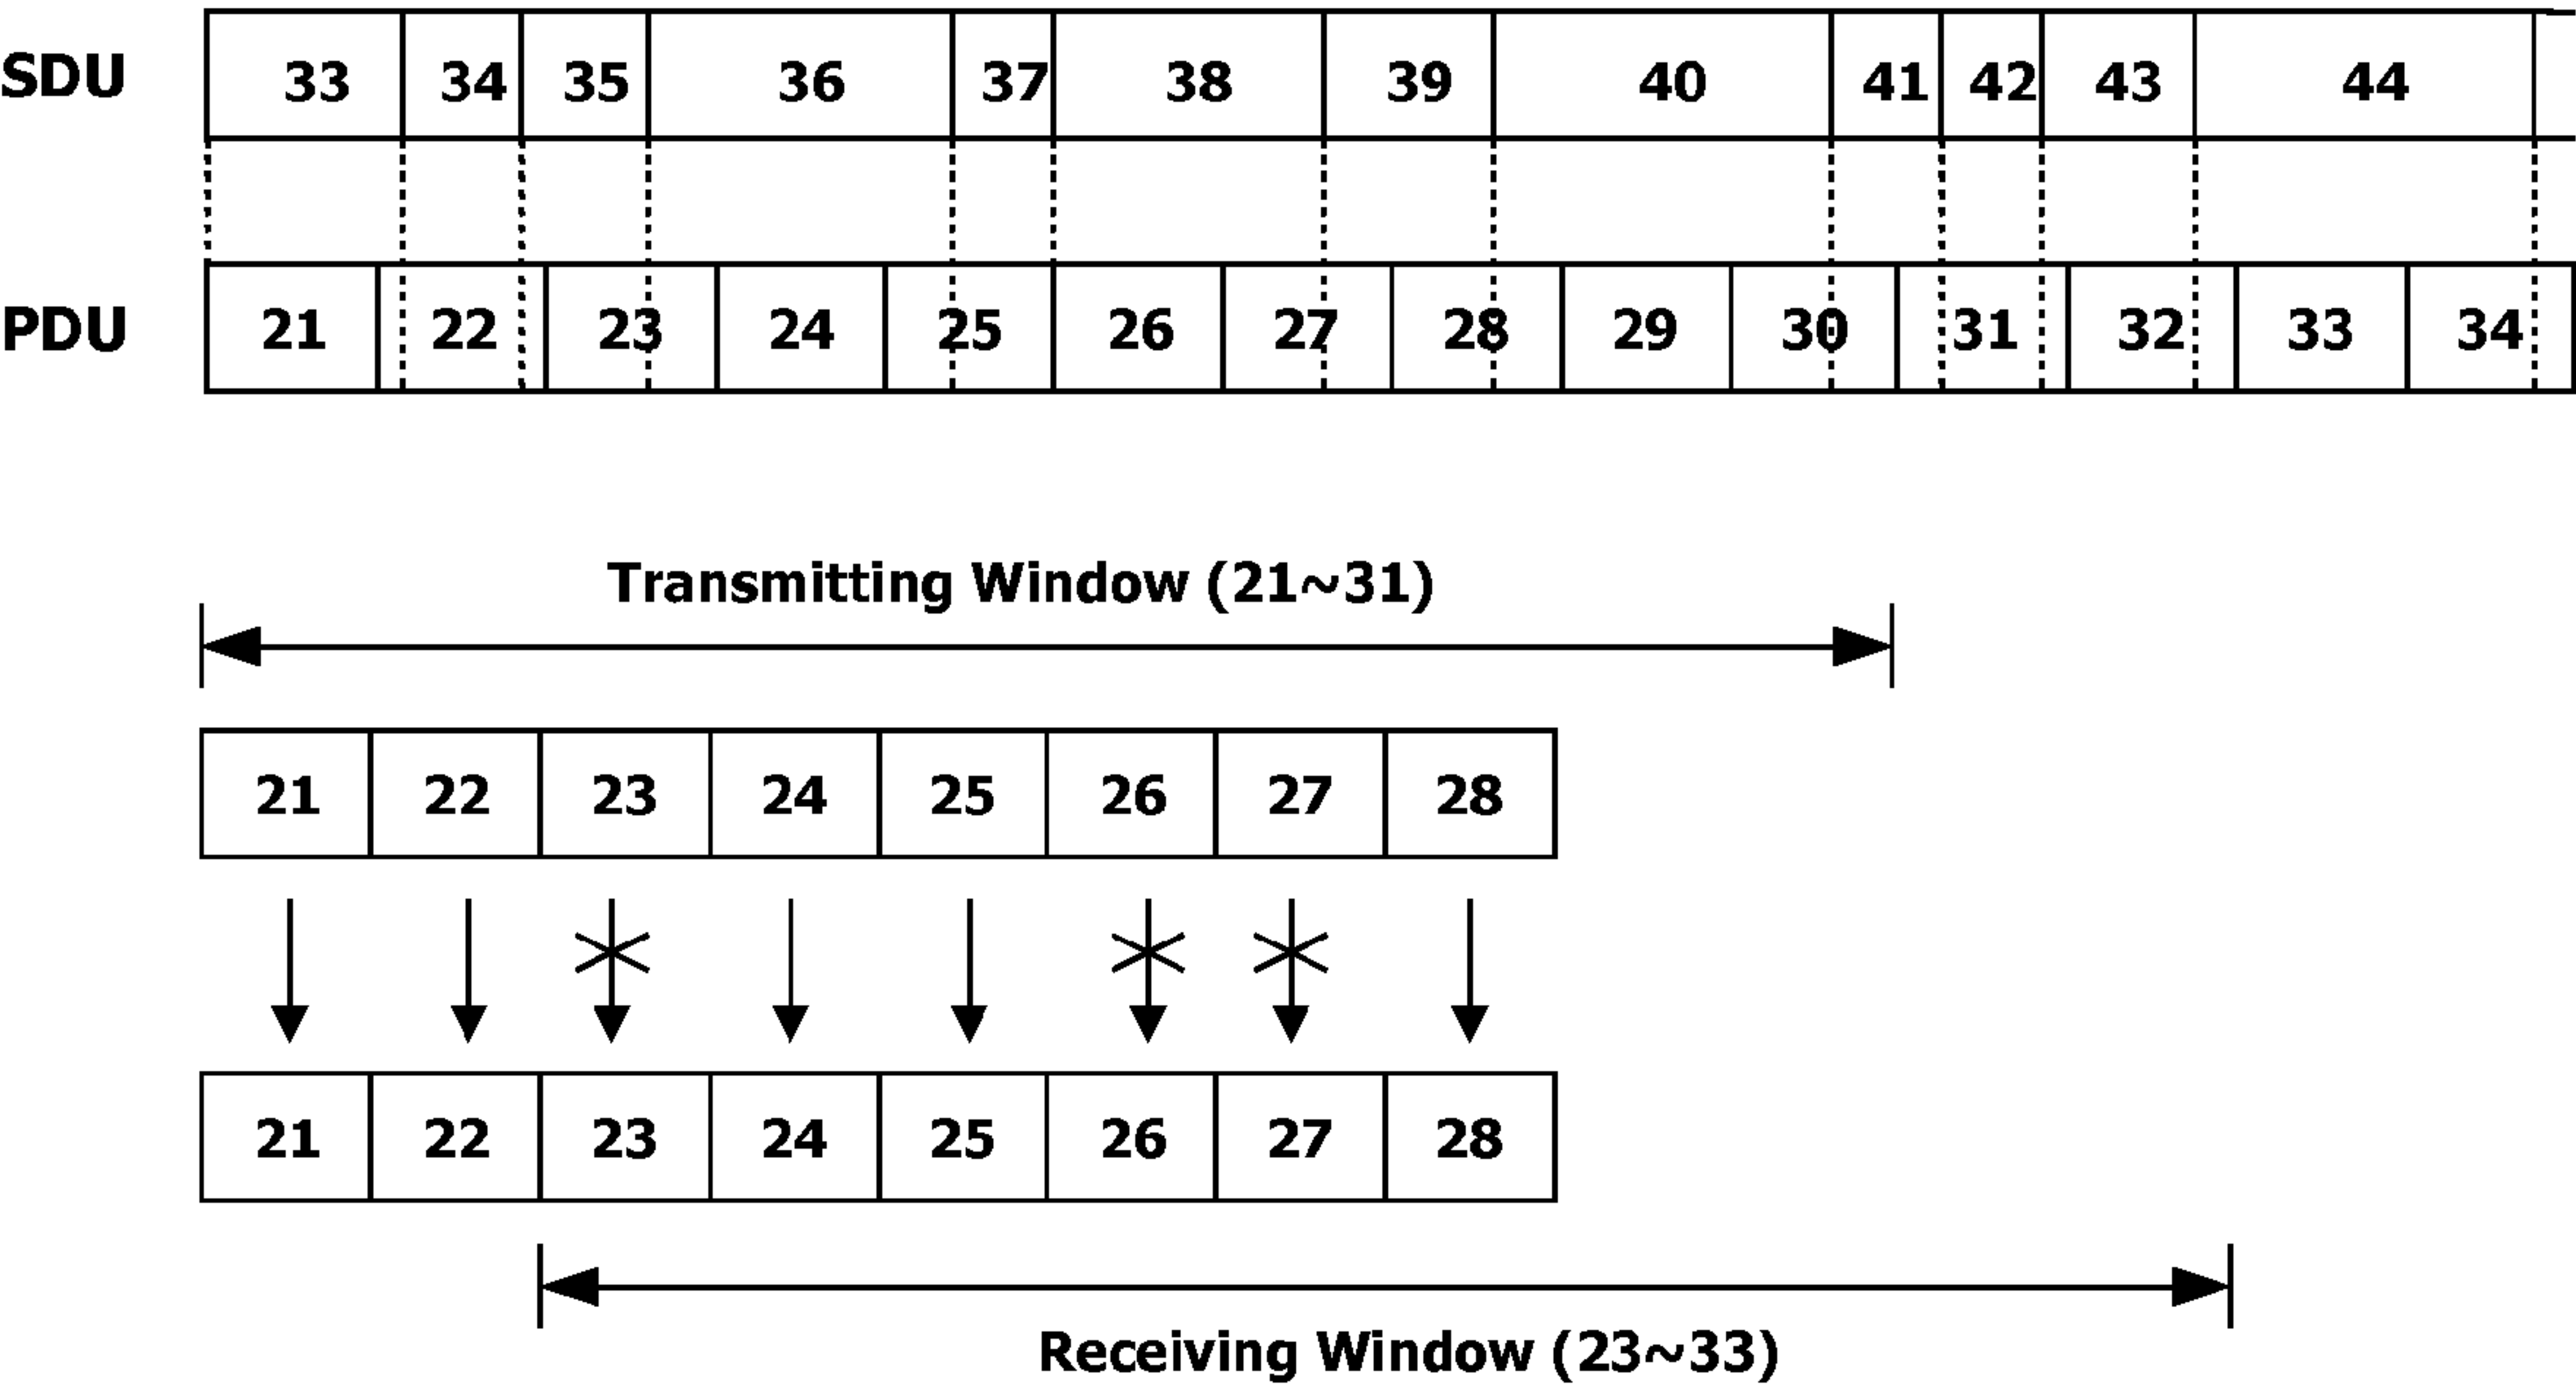 SDU 33 34 35 36 37 38 39 40 41 42 43 44
PDU 21 22 23 24 25 26 27 28 29 30 31 32 33 34
Transmitting Window (21~31)
21 22 23 24 25 26 27 28
21 22 23 24 25 26 27 28
Receiving Window (23~33)